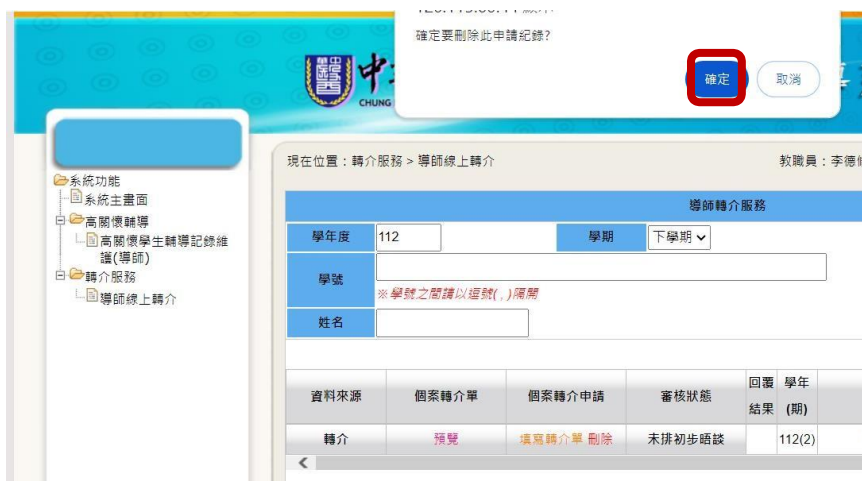 確定要刪除此申請紀錄?
確定
取消
中
CHUNG
現在位置：轉介服務 > 導師線上轉介
教職員：李德
系統功能
系統主畫面
高關懷輔導
高關懷學生輔導記錄維
護(導師)
轉介服務
導師線上轉介
導師轉介服務
學年度 112 學期 下學期
學號
※學號之間請以逗號( , )隔開
姓名
資料來源 個案轉介單 個案轉介申請 審核狀態 回覆結果 學年(期)
轉介 預覽 填寫轉介單 刪除 未排初步晤談 112(2)